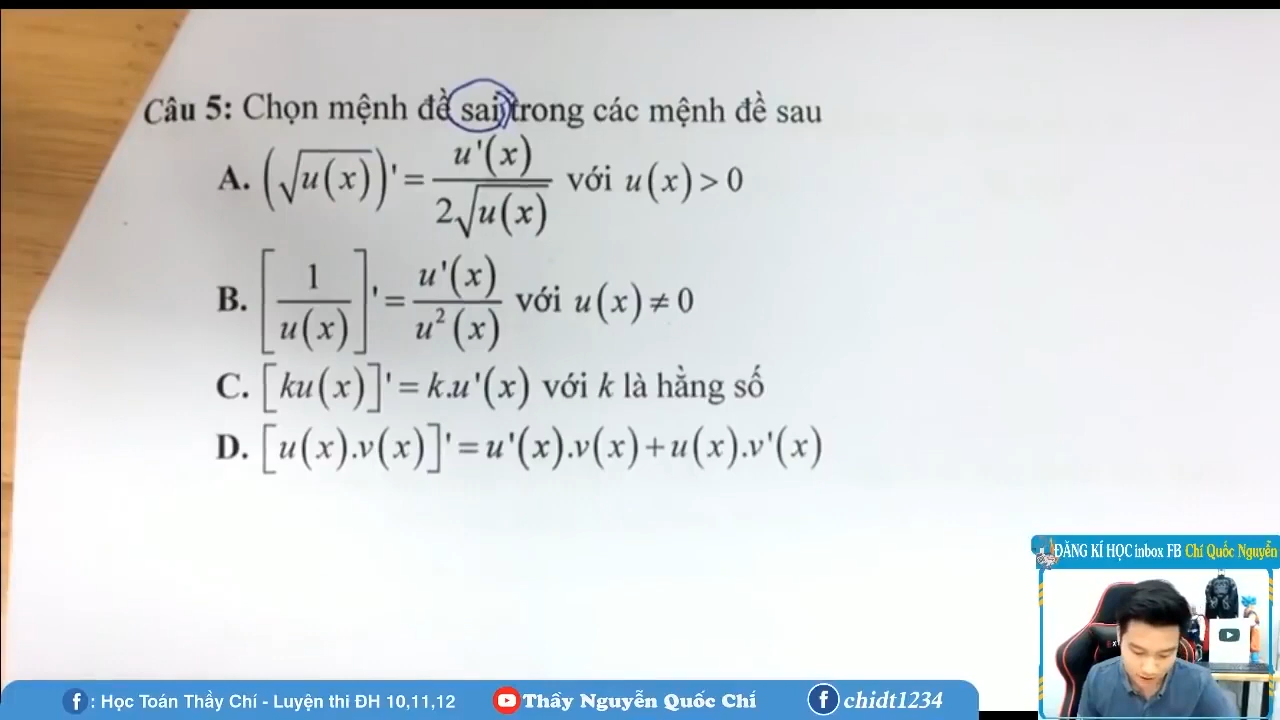 Câu 5: Chọn mệnh đề sai trong các mệnh đề sau
A. (√u(x))' = u'(x) / 2√u(x) với u(x) > 0
B. [1 / u(x)]' = u'(x) / u²(x) với u(x) ≠ 0
C. [ku(x)]' = k.u'(x) với k là hằng số
D. [u(x).v(x)]' = u'(x).v(x) + u(x).v'(x)
ĐĂNG KÍ HỌC inbox FB Chí Quốc Nguyễn
: Học Toán Thầy Chí - Luyện thi ĐH 10,11,12
Thầy Nguyễn Quốc Chí
chidt1234